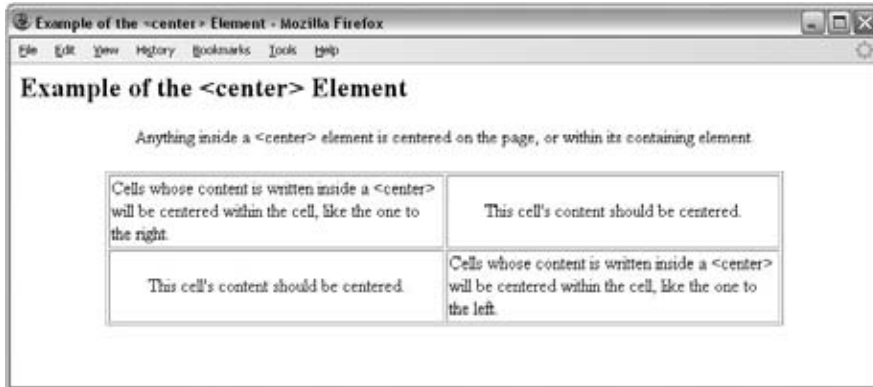 Example of the <center> Element - Mozilla Firefox
File Edit View History Bookmarks Tools Help
Example of the <center> Element
Anything inside a <center> element is centered on the page, or within its containing element.
Cells whose content is written inside a <center>
will be centered within the cell, like the one to
the right.
This cell's content should be centered.
This cell's content should be centered.
Cells whose content is written inside a <center>
will be centered within the cell, like the one to
the left.